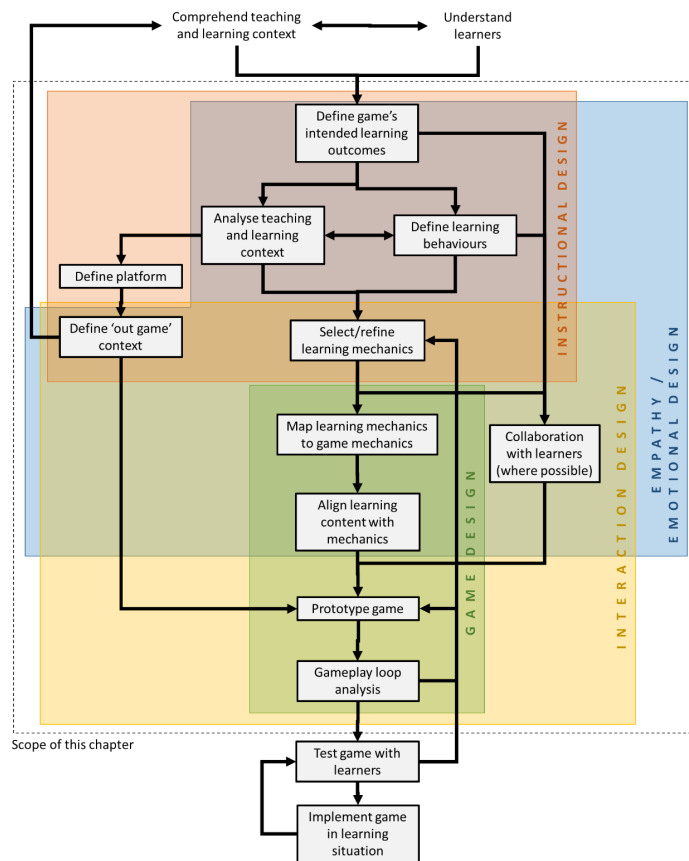 Comprehend teaching
and learning context
Understand
learners
Define game's
intended learning
outcomes
Analyse teaching
and learning
context
Define learning
behaviours
Define platform
Define 'out game'
context
Select/refine
learning mechanics
Map learning mechanics
to game mechanics
Collaboration
with learners
(where possible)
Align learning
content with
mechanics
Prototype game
Gameplay loop
analysis
INSTRUCTIONAL DESIGN
GAME DESIGN
INTERACTION DESIGN
EMPATHY /
EMOTIONAL DESIGN
Scope of this chapter
Test game with
learners
Implement game
in learning
situation